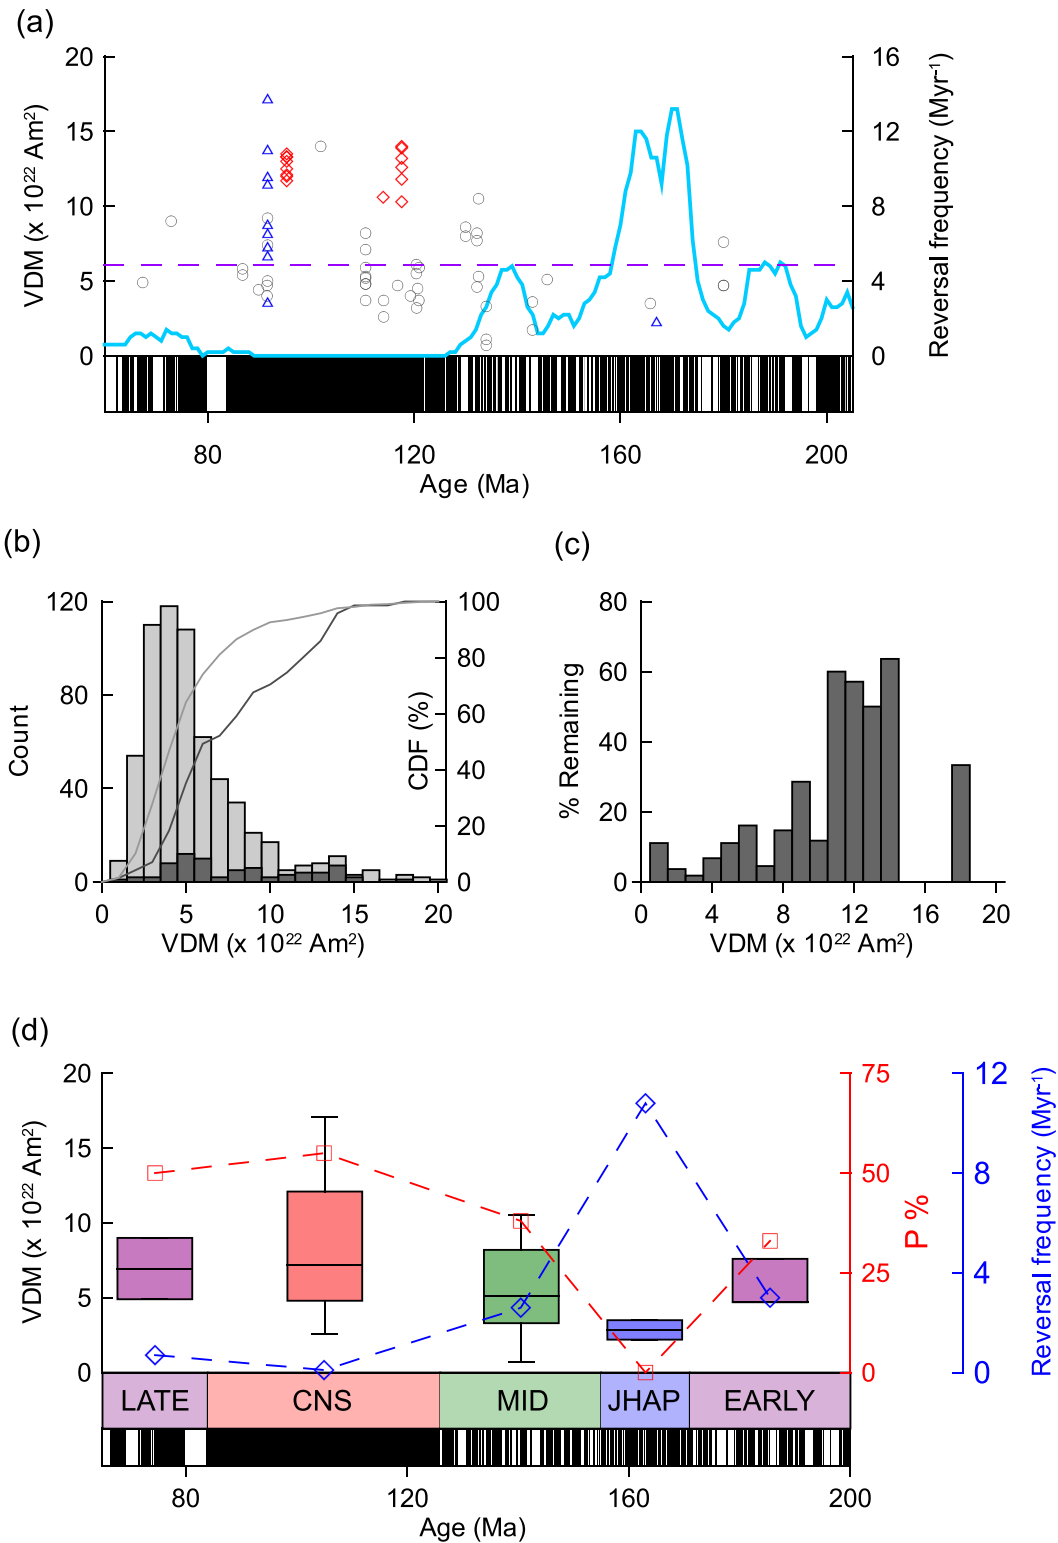 (a)
20
15
10
5
0
VDM (x 10²² Am²)
16
12
8
4
0
Reversal frequency (Myr⁻¹)
80
120
160
200
Age (Ma)
(b)
120
80
40
0
Count
100
80
60
40
20
0
CDF (%)
0
5
10
15
20
VDM (x 10²² Am²)
(c)
80
60
40
20
0
% Remaining
0
4
8
12
16
20
VDM (x 10²² Am²)
(d)
20
15
10
5
0
VDM (x 10²² Am²)
75
50
25
0
P %
12
8
4
0
Reversal frequency (Myr⁻¹)
LATE
CNS
MID
JHAP
EARLY
80
120
160
200
Age (Ma)